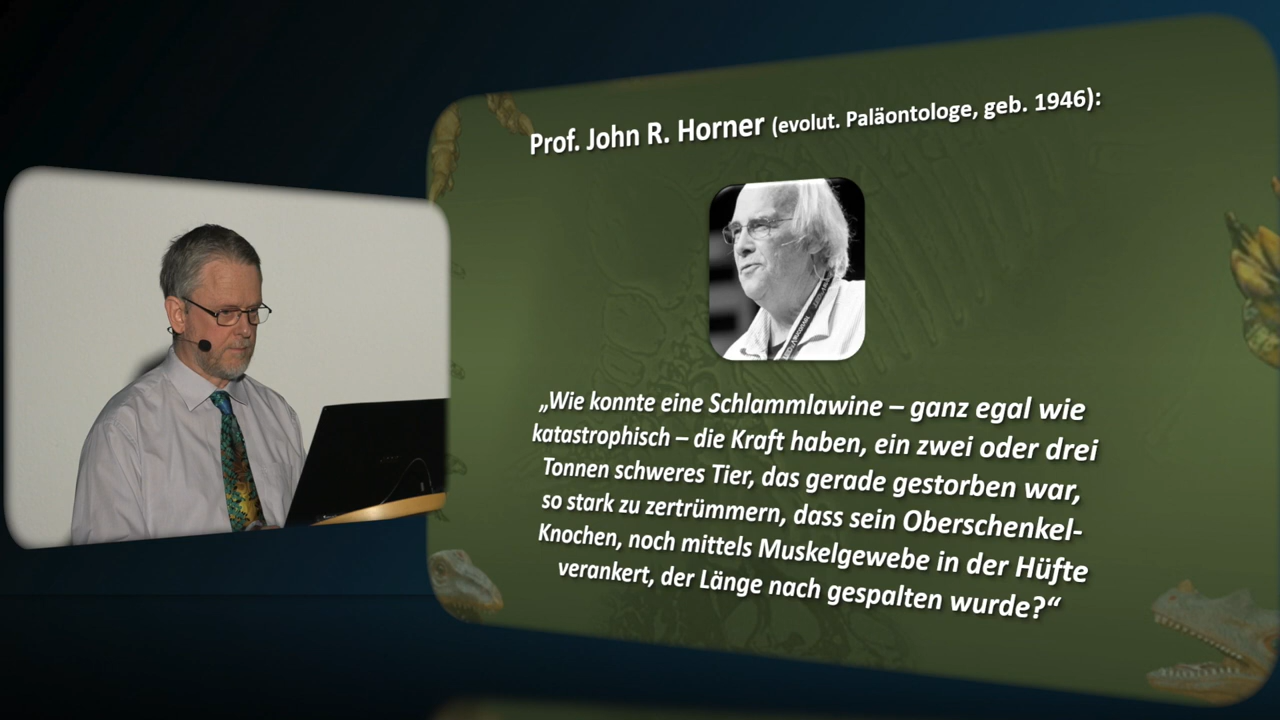 Prof. John R. Horner (evolut. Paläontologe, geb. 1946):
„Wie konnte eine Schlammlawine – ganz egal wie
katastrophisch – die Kraft haben, ein zwei oder drei
Tonnen schweres Tier, das gerade gestorben war,
so stark zu zertrümmern, dass sein Oberschenkel-
Knochen, noch mittels Muskelgewebe in der Hüfte
verankert, der Länge nach gespalten wurde?“